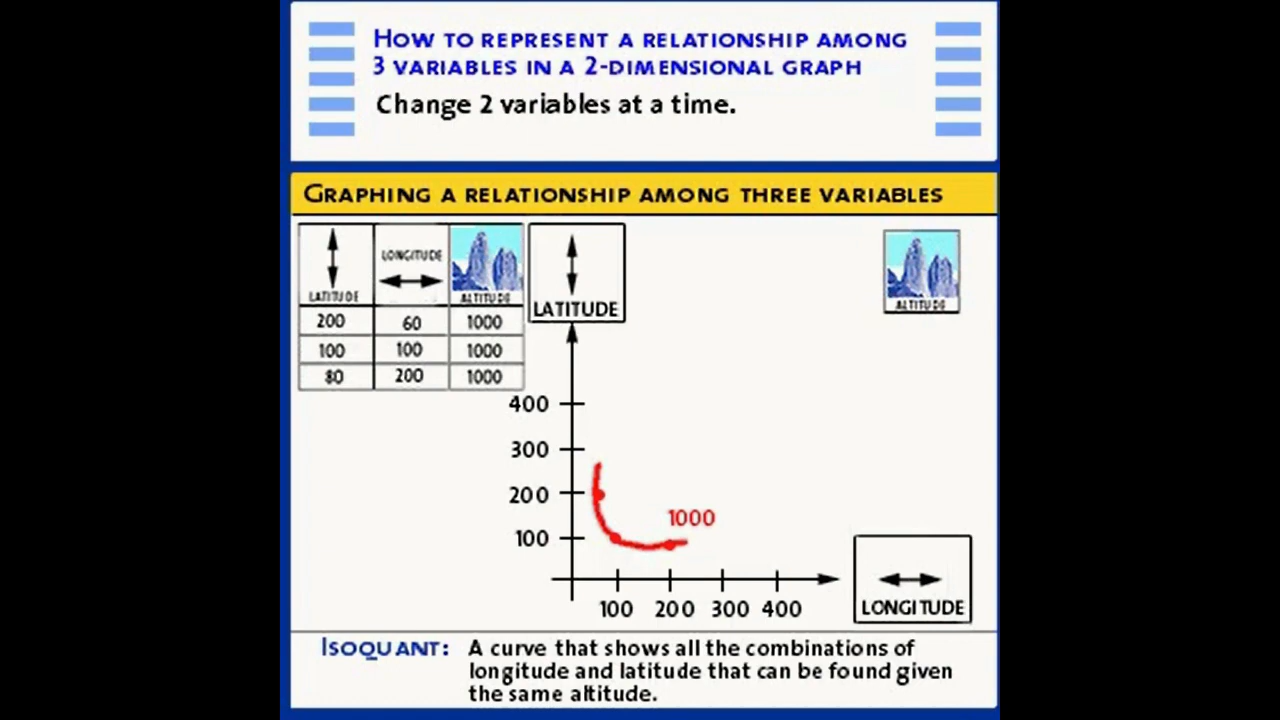 HOW TO REPRESENT A RELATIONSHIP AMONG
3 VARIABLES IN A 2-DIMENSIONAL GRAPH
Change 2 variables at a time.
GRAPHING A RELATIONSHIP AMONG THREE VARIABLES
LATITUDE LONGITUDE ALTITUDE
200 60 1000
100 100 1000
80 200 1000
LATITUDE
ALTITUDE
400
300
200
100
1000
100 200 300 400
LONGITUDE
ISOQUANT: A curve that shows all the combinations of
longitude and latitude that can be found given
the same altitude.